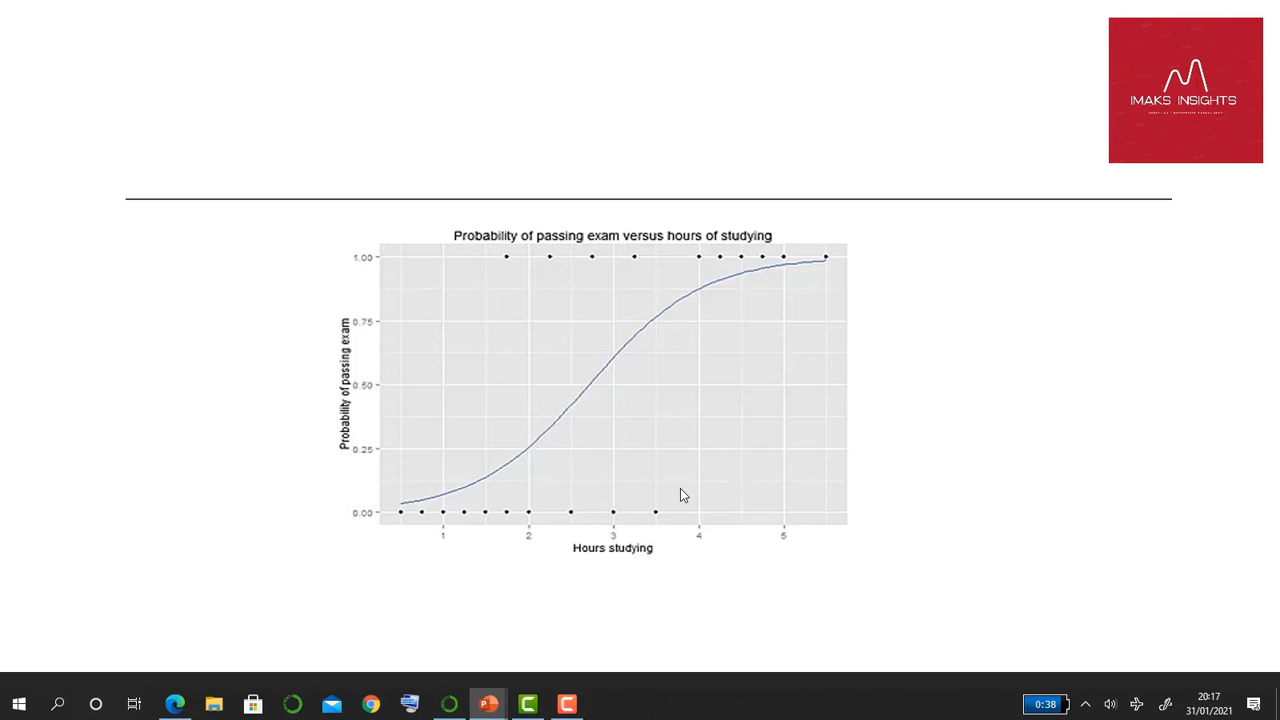 IMAKS INSIGHTS
Probability of passing exam versus hours of studying
1.00
0.75
0.50
0.25
0.00
Probability of passing exam
1 2 3 4 5
Hours studying
0:38
20:17
31/01/2021